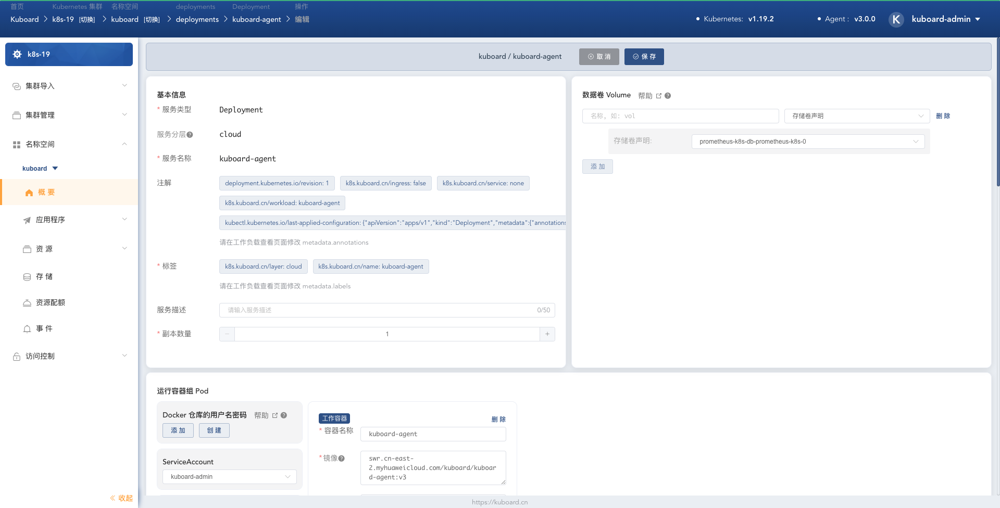 首页 Kubernetes 集群 名称空间 deployments Deployment 操作
Kuboard k8s-19 [切换] kuboard [切换] deployments kuboard-agent 编辑
Kubernetes: v1.19.2 Agent : v3.0.0 K kuboard-admin
k8s-19
集群导入
集群管理
名称空间
kuboard
概 要
应用程序
资 源
存 储
资源配额
事 件
访问控制
收起
kuboard / kuboard-agent 取 消 保 存
基本信息
* 服务类型 Deployment
服务分层 cloud
* 服务名称 kuboard-agent
注解 deployment.kubernetes.io/revision: 1 k8s.kuboard.cn/ingress: false k8s.kuboard.cn/service: none
k8s.kuboard.cn/workload: kuboard-agent
kubectl.kubernetes.io/last-applied-configuration: {"apiVersion":"apps/v1","kind":"Deployment","metadata":{"annotations
请在工作负载查看页面修改 metadata.annotations
* 标签 k8s.kuboard.cn/layer: cloud k8s.kuboard.cn/name: kuboard-agent
请在工作负载查看页面修改 metadata.labels
服务描述 请输入服务描述 0/50
* 副本数量 1
数据卷 Volume 帮助
名称, 如: vol 存储卷声明 删 除
存储卷声明: prometheus-k8s-db-prometheus-k8s-0
添 加
运行容器组 Pod
Docker 仓库的用户名密码 帮助
添 加 创 建
ServiceAccount
kuboard-admin
工作容器 删 除
* 容器名称 kuboard-agent
* 镜像 swr.cn-east-
2.myhuaweicloud.com/kuboard/kuboar
d-agent:v3
https://kuboard.cn